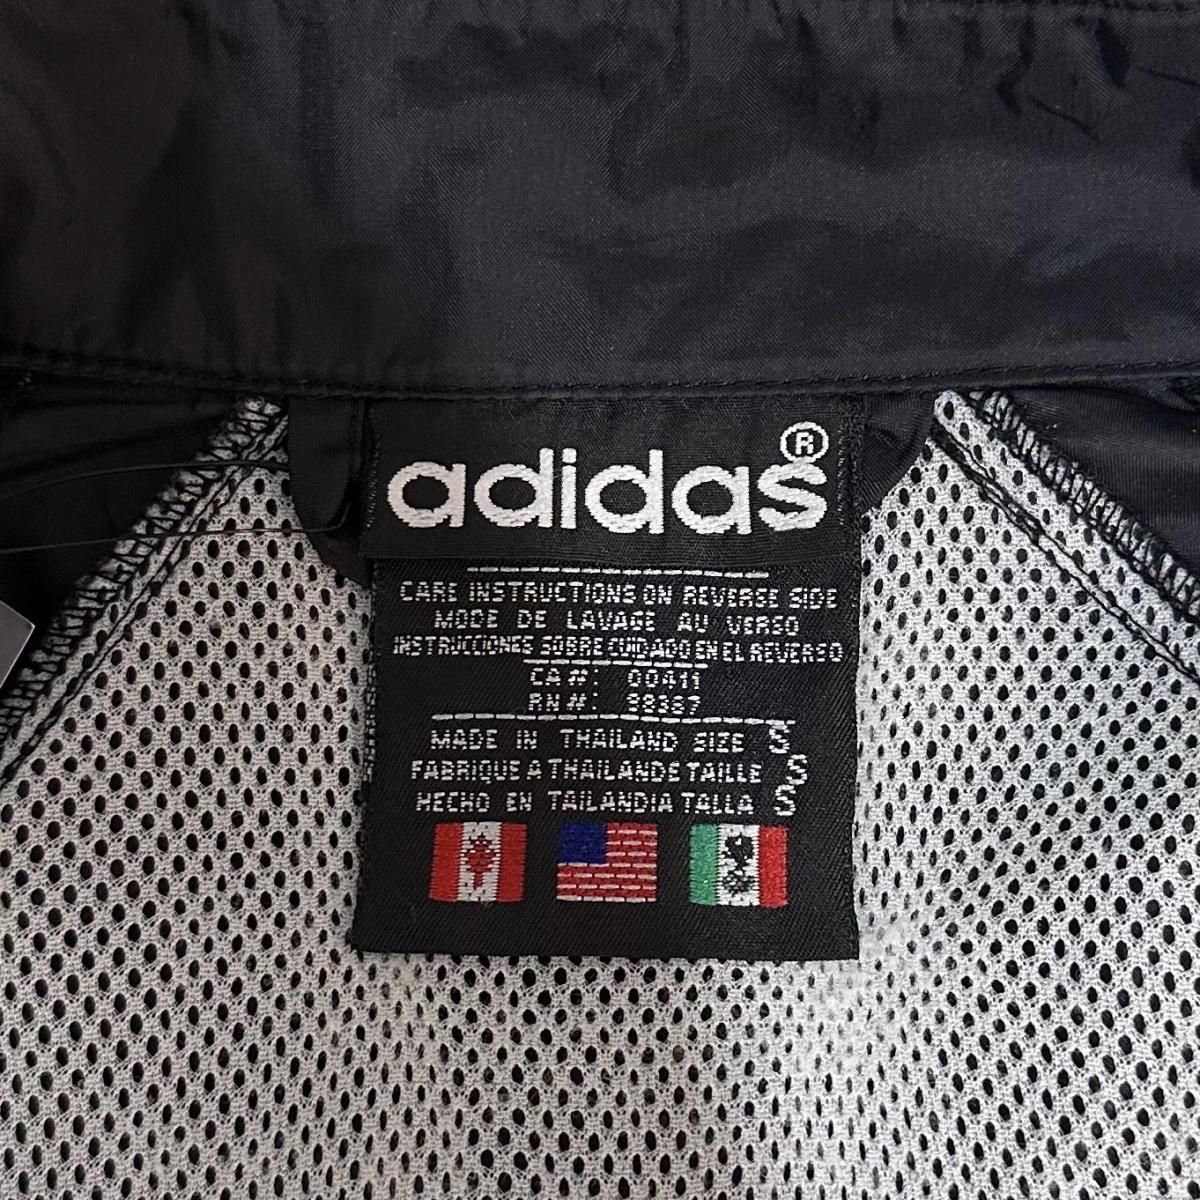 adidas®
CARE INSTRUCTIONS ON REVERSE SIDE
MODE DE LAVAGE AU VERSO
INSTRUCCIONES SOBRE CUIDADO EN EL REVERSO
CA#: 00411
RN#: 88387
MADE IN THAILAND SIZE S
FABRIQUE A THAILANDE TAILLE S
HECHO EN TAILANDIA TALLA S